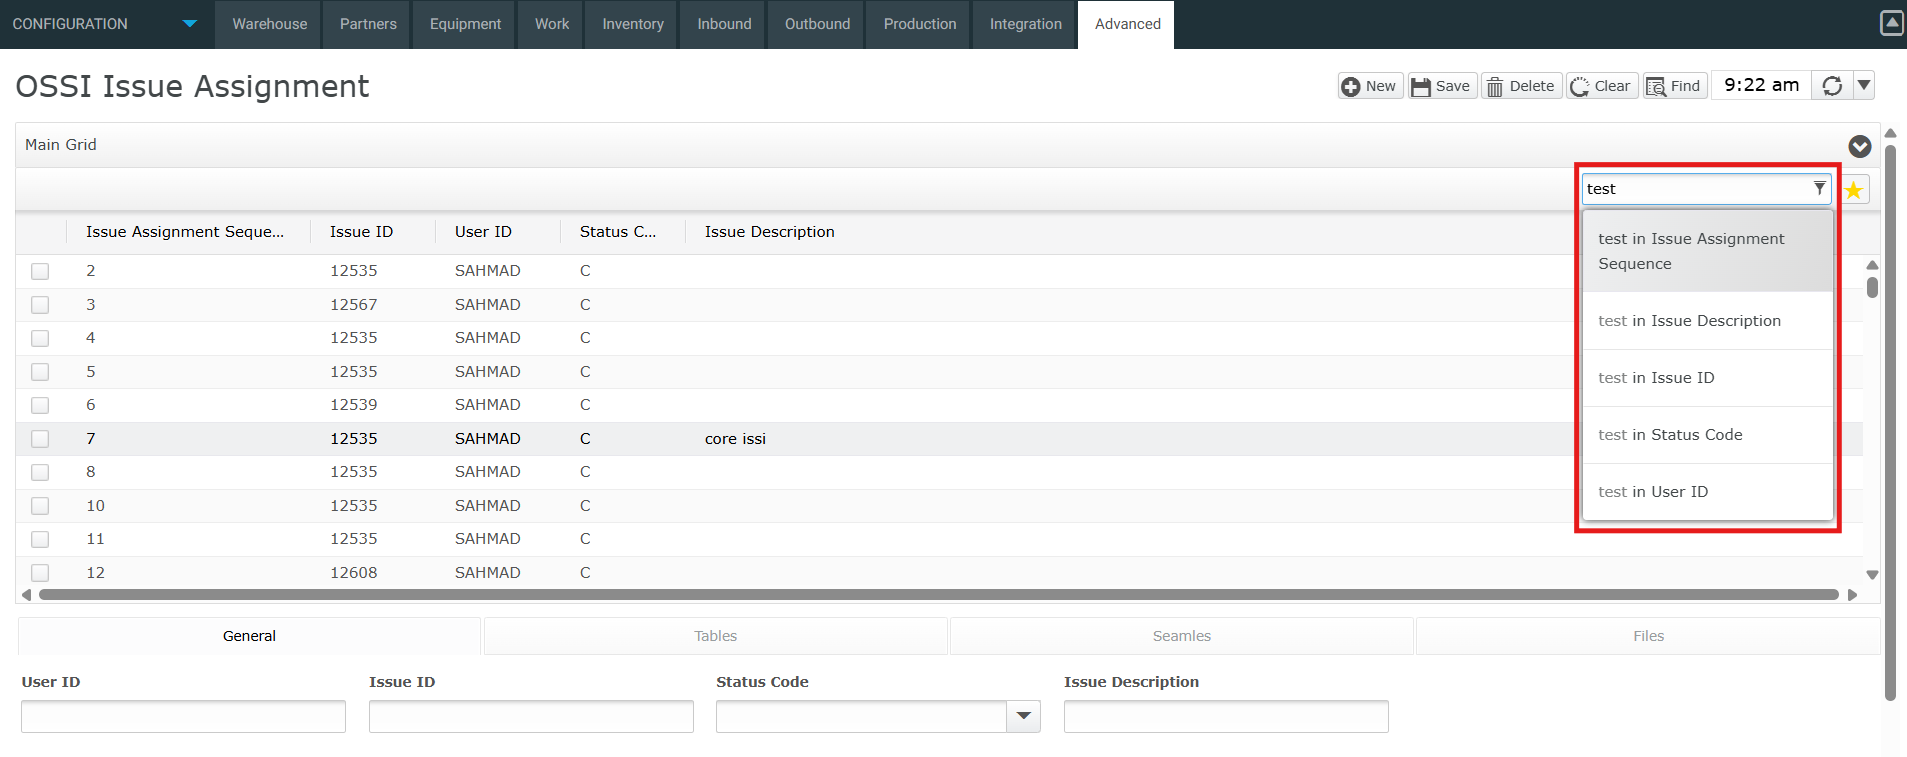 CONFIGURATION Warehouse Partners Equipment Work Inventory Inbound Outbound Production Integration Advanced
OSSI Issue Assignment
New Save Delete Clear Find 9:22 am
Main Grid
test
Issue Assignment Seque... Issue ID User ID Status C... Issue Description
test in Issue Assignment
Sequence
test in Issue Description
test in Issue ID
test in Status Code
test in User ID
2 12535 SAHMAD C
3 12567 SAHMAD C
4 12535 SAHMAD C
5 12535 SAHMAD C
6 12539 SAHMAD C
7 12535 SAHMAD C core issi
8 12535 SAHMAD C
10 12535 SAHMAD C
11 12535 SAHMAD C
12 12608 SAHMAD C
General Tables Seamles Files
User ID Issue ID Status Code Issue Description